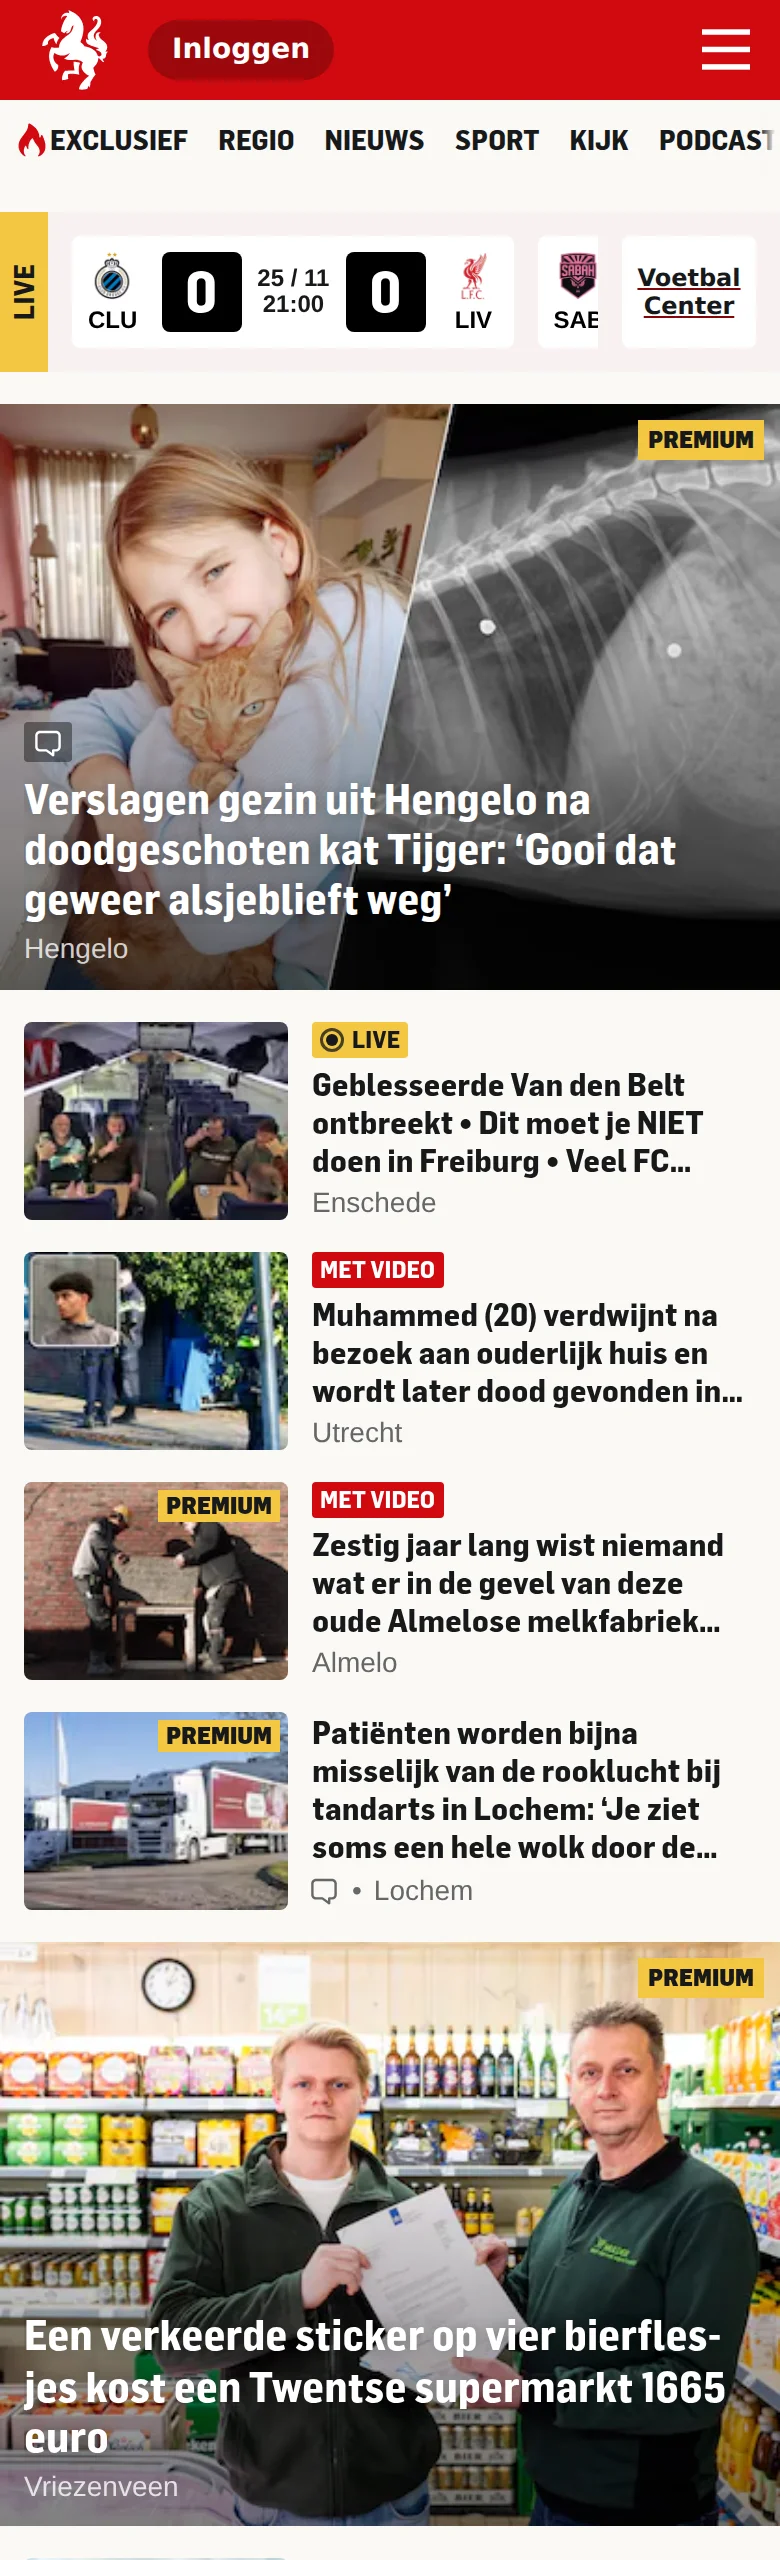 Inloggen
EXCLUSIEF REGIO NIEUWS SPORT KIJK PODCAST
LIVE
CLU
0
25 / 11
21:00
0
L.F.C.
LIV
SABAH
SAB
Voetbal
Center
PREMIUM
Verslagen gezin uit Hengelo na
doodgeschoten kat Tijger: ‘Gooi dat
geweer alsjeblieft weg’
Hengelo
LIVE
Geblesseerde Van den Belt
ontbreekt • Dit moet je NIET
doen in Freiburg • Veel FC...
Enschede
MET VIDEO
Muhammed (20) verdwijnt na
bezoek aan ouderlijk huis en
wordt later dood gevonden in...
Utrecht
PREMIUM
MET VIDEO
Zestig jaar lang wist niemand
wat er in de gevel van deze
oude Almelose melkfabriek...
Almelo
PREMIUM
Patiënten worden bijna
misselijk van de rooklucht bij
tandarts in Lochem: ‘Je ziet
soms een hele wolk door de...
• Lochem
PREMIUM
Een verkeerde sticker op vier bierfles-
jes kost een Twentse supermarkt 1665
euro
Vriezenveen